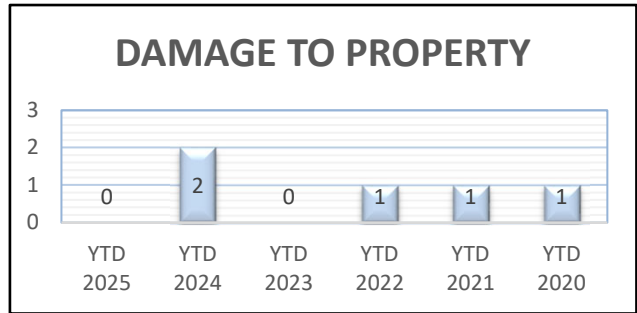 DAMAGE TO PROPERTY
3
2
1
0
0 2 0 1 1 1
YTD YTD YTD YTD YTD YTD
2025 2024 2023 2022 2021 2020